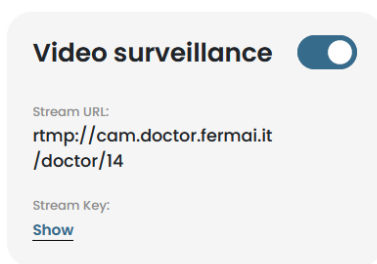 Video surveillance
Stream URL:
rtmp://cam.doctor.fermai.it
/doctor/14
Stream Key:
Show